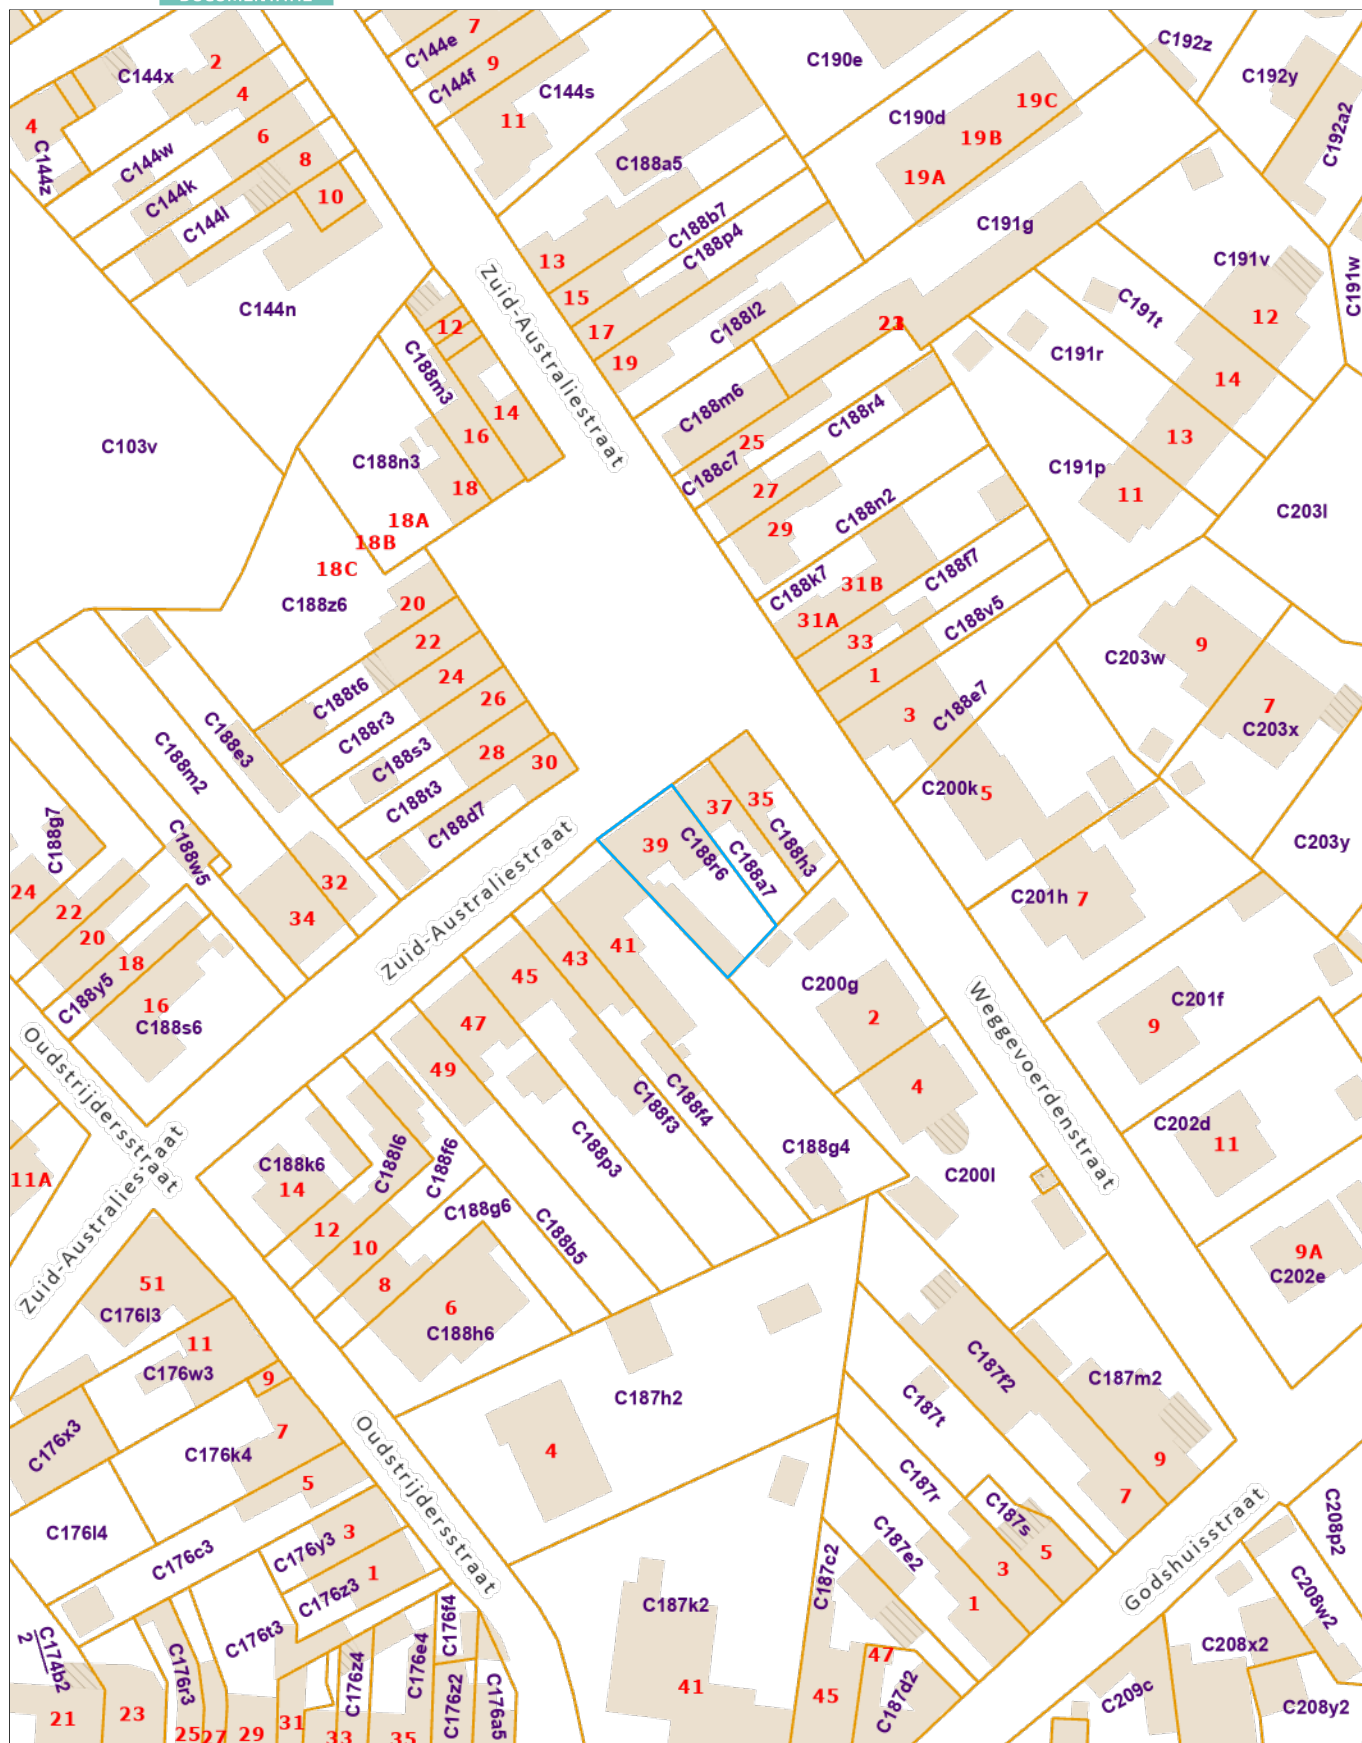 C144x
2
4
C144z
4
C144w
6
C144k
8
C144l
10
C144n
C144e
7
C144f
9
C144s
11
C188a5
C190e
C190d
19C
19B
19A
C192z
C192y
C192a2
C191g
C191v
C191w
12
C191t
C191r
14
13
C191p
11
C203l
C188b7
C188p4
13
15
17
19
C188l2
Zuid-Australiestraat
12
C188m3
14
16
C188n3
18
18A
18B
18C
C103v
C188z6
C188m6
25
C188c7
27
C188r4
29
C188n2
C188k7
31B
31A
C188f7
33
C188v5
1
3
C188e7
C200k
5
C203w
9
7
C203x
C203y
20
22
24
26
28
30
C188t6
C188r3
C188s3
C188t3
C188d7
C188e3
C188m2
C188w5
C188g7
32
34
24
22
20
18
16
C188y5
C188s6
Zuid-Australiestraat
39
37
35
C188r6
C188a7
C188h3
C201h
7
C200g
2
4
C200l
Weggevoerdenstraat
C201f
9
C202d
11
9A
C202e
41
43
45
47
49
C188f4
C188f3
C188p3
C188g4
C188b5
Oudstrijdersstraat
Zuid-Australiestraat
11A
C188k6
14
12
10
8
6
C188l6
C188f6
C188g6
C188h6
51
C176l3
11
C176w3
9
C176x3
7
C176k4
5
C176l4
C176c3
C176y3
3
1
C176z3
C176t3
C176r3
C174b2
2
21
23
25
27
29
31
33
35
C176z4
C176e4
C176f4
C176z2
C176a5
Oudstrijdersstraat
C187h2
4
C187k2
41
C187f2
C187m2
9
7
C187t
C187r
C187s
5
3
1
C187e2
C187c2
47
45
C187d2
Godshuisstraat
C208p2
C208w2
C208x2
C208y2
C209c